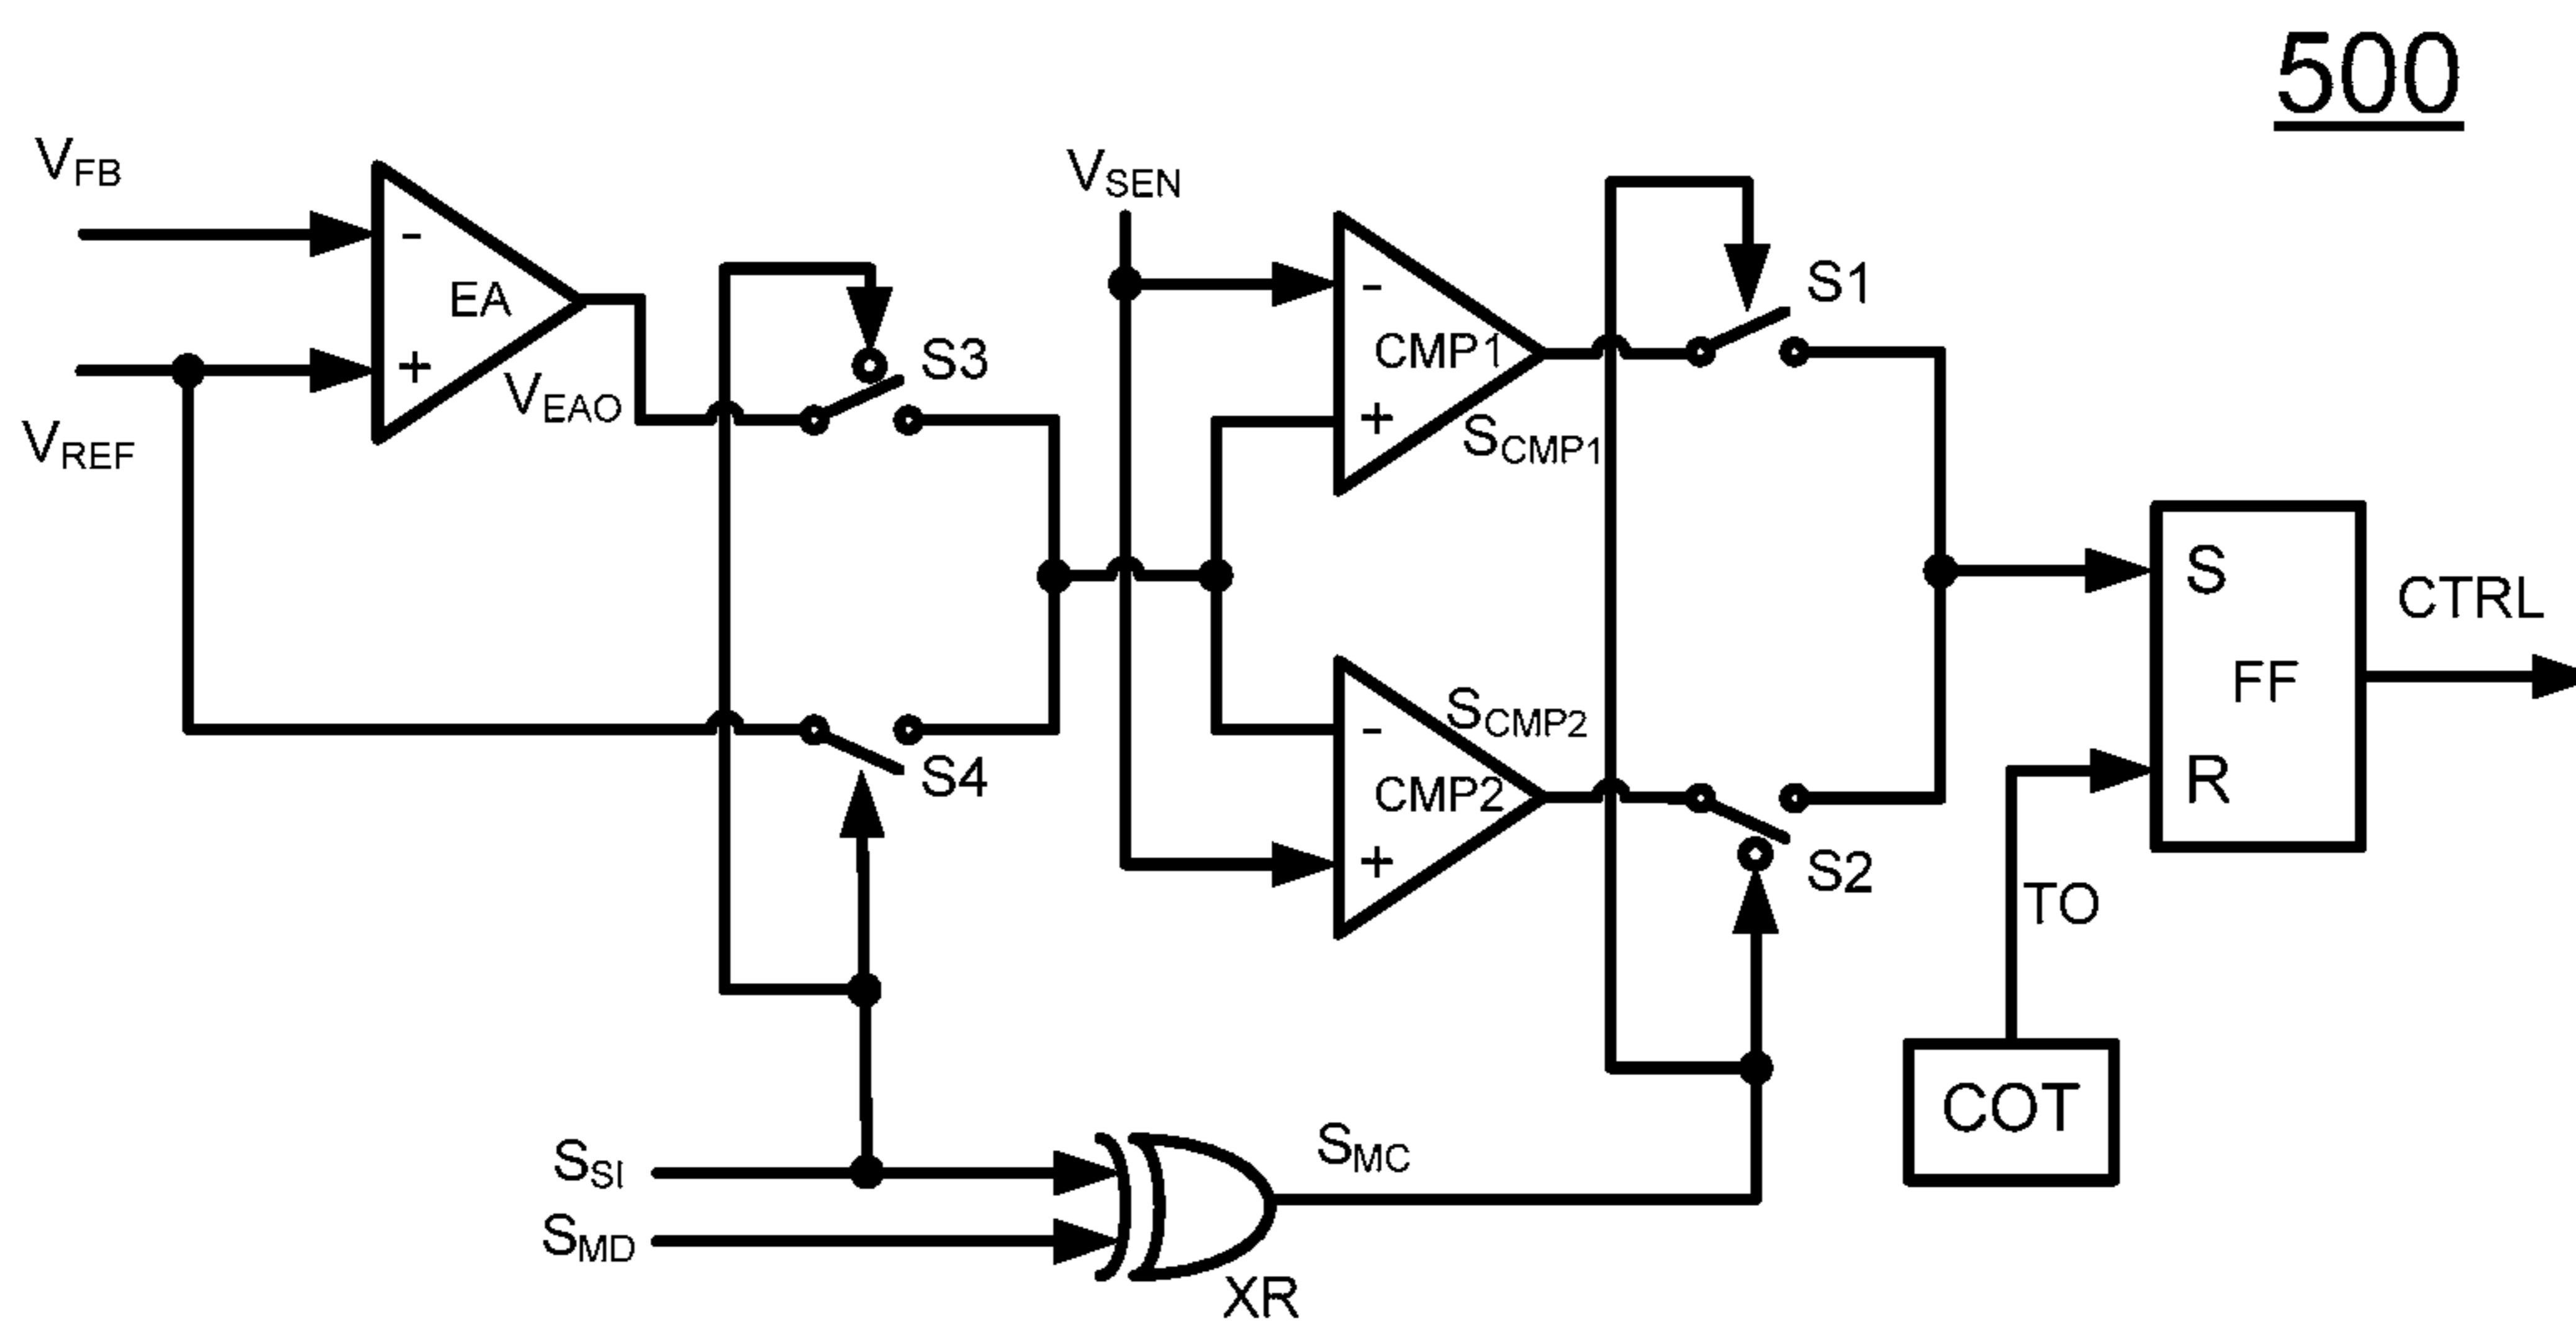 500
VFB
-
EA
+
VREF
VEAO
S3
S4
VSEN
-
CMP1
+
SCMP1
S1
-
SCMP2
CMP2
+
S2
S
FF
R
CTRL
TO
COT
SSI
SMD
SMC
XR